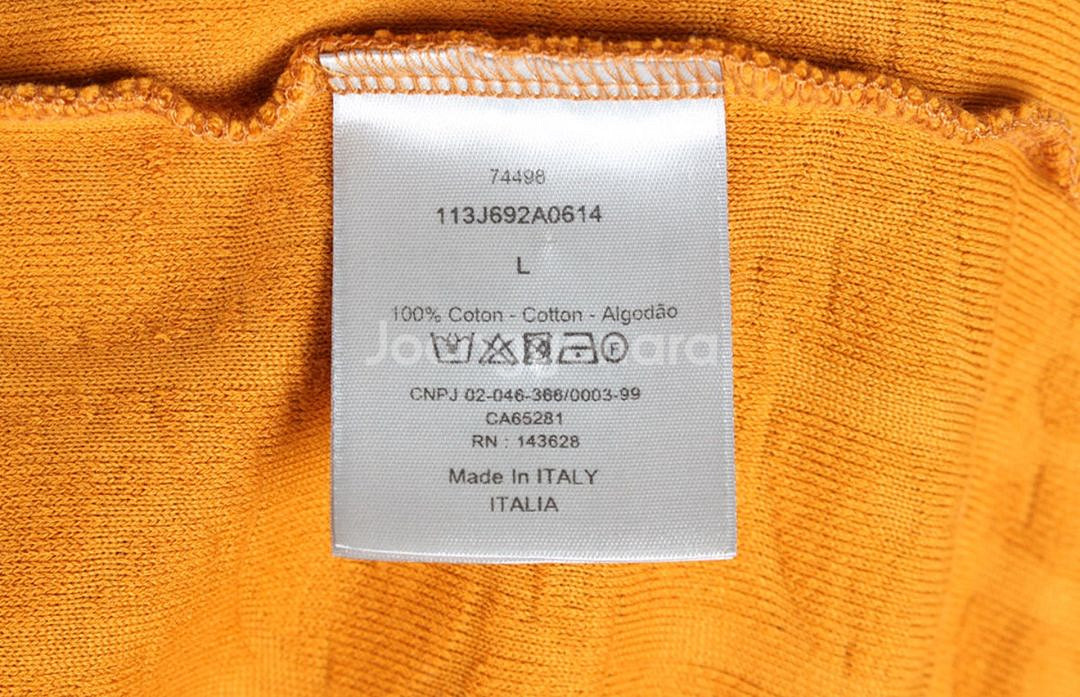 74498
113J692A0614
L
100% Coton - Cotton - Algodão
CNPJ 02-046-366/0003-99
CA65281
RN : 143628
Made In ITALY
ITALIA